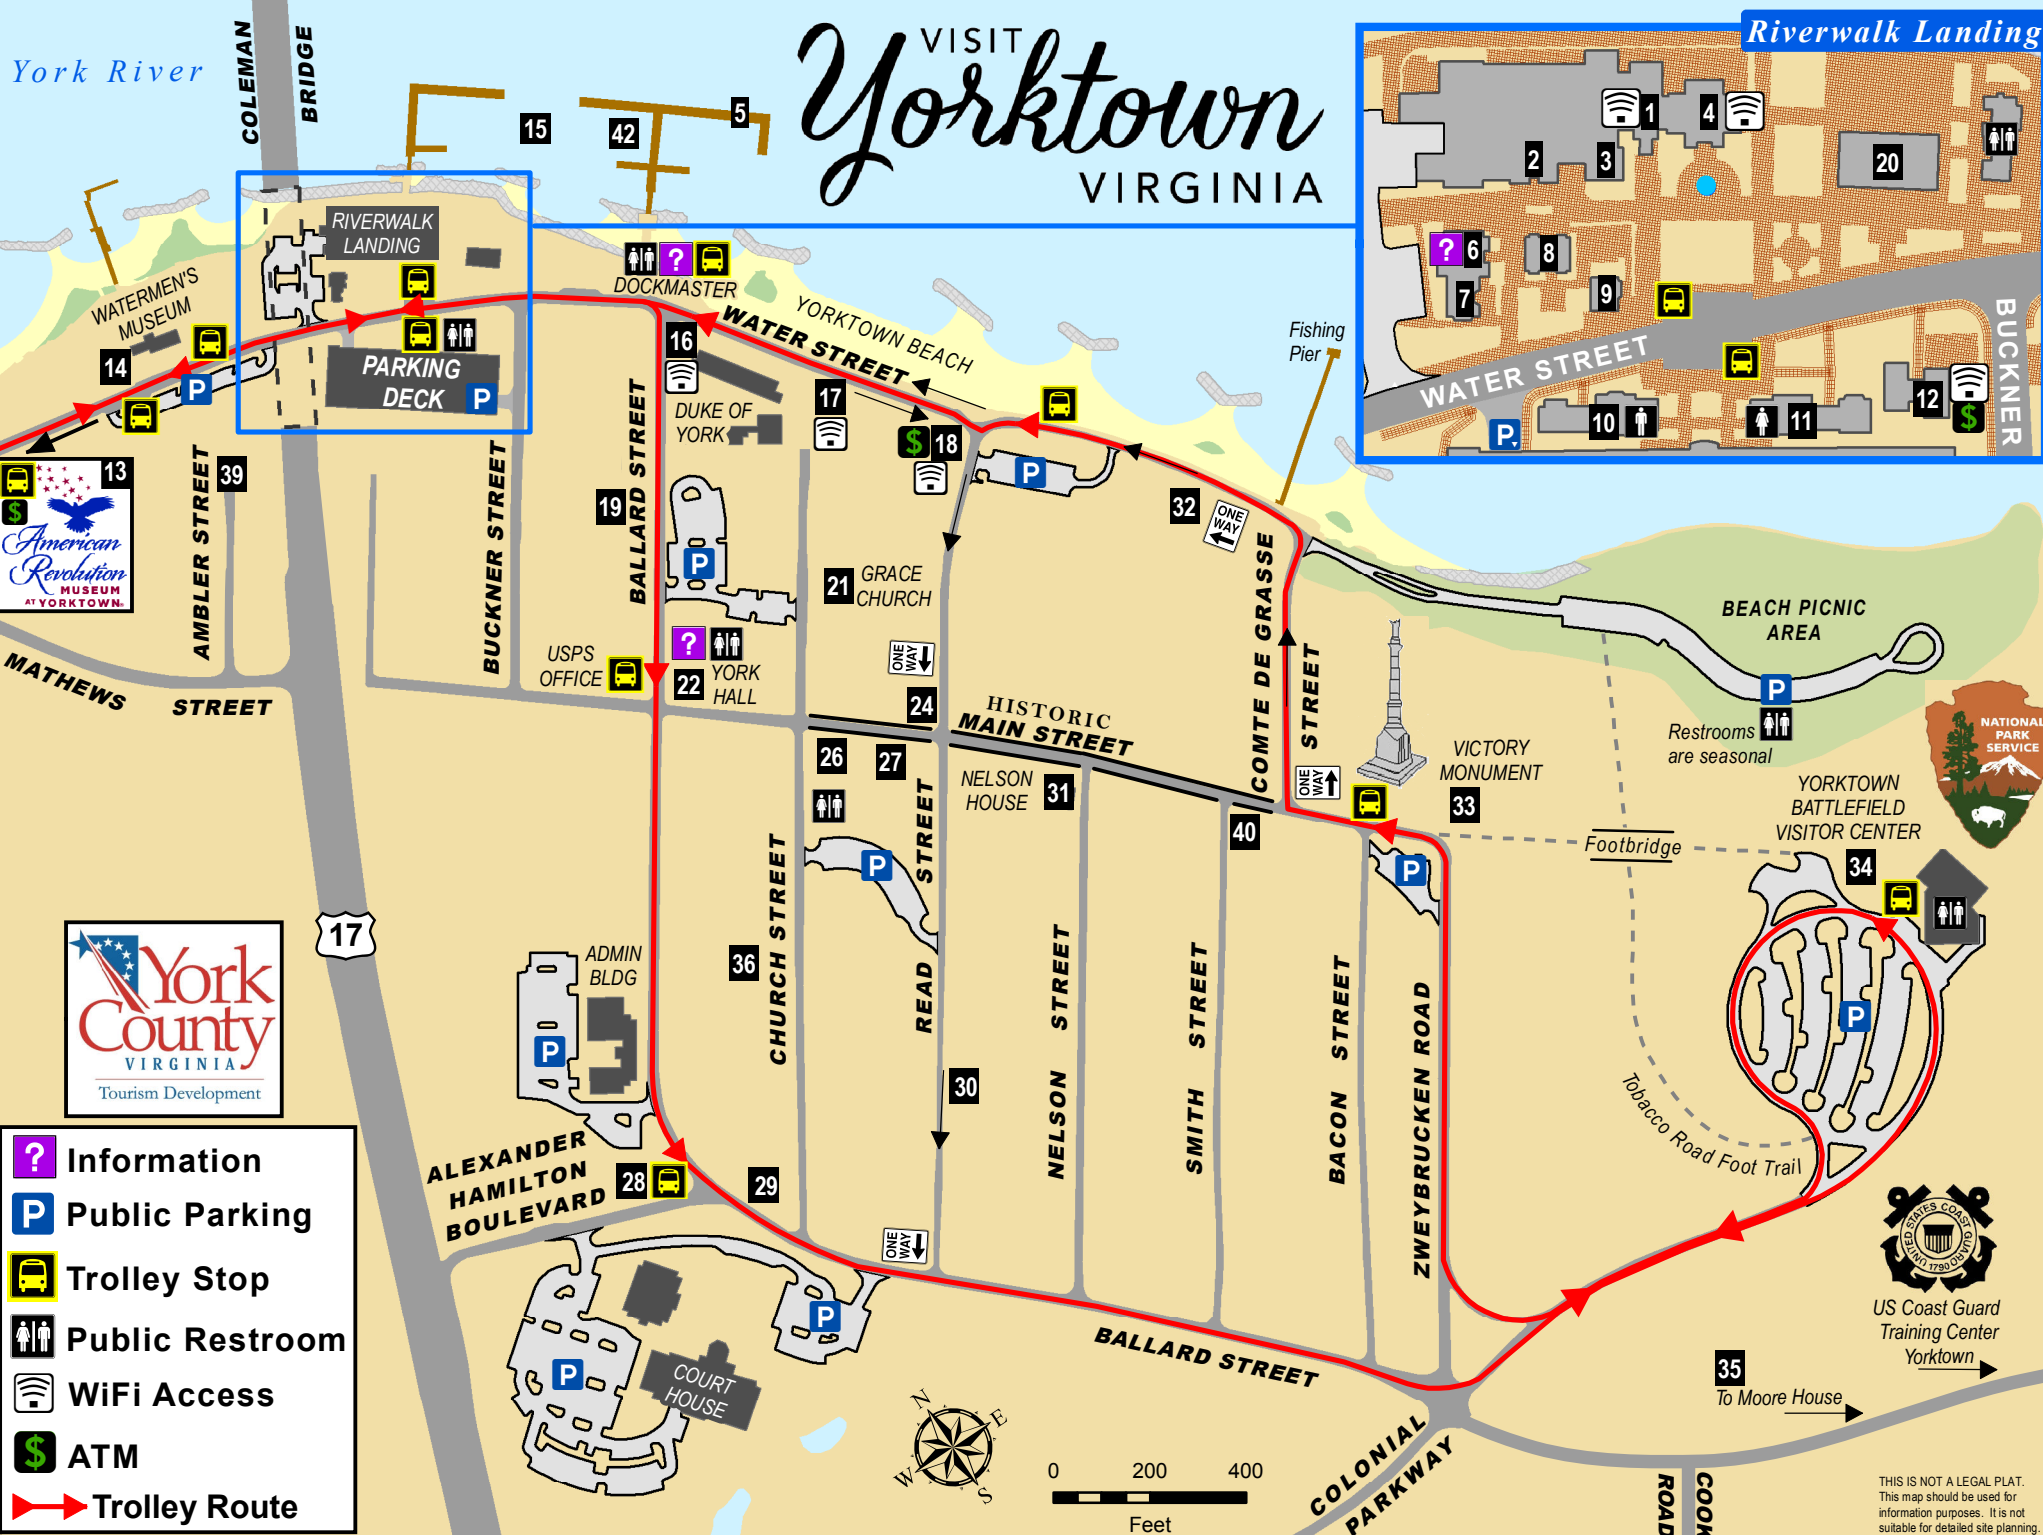 VISIT
Yorktown
VIRGINIA
York River
COLEMAN
BRIDGE
15
42
5
RIVERWALK
LANDING
WATERMEN'S
MUSEUM
14
DOCKMASTER
?
PARKING
DECK
P
P
16
DUKE OF
YORK
WATER STREET
YORKTOWN BEACH
17
$
18
P
Fishing
Pier
Riverwalk Landing
1
4
2
3
20
?
6
8
7
9
WATER STREET
BUCKNER
10
11
12
$
P
13
$
American
Revolution
MUSEUM
AT YORKTOWN
AMBLER STREET
39
BUCKNER STREET
BALLARD STREET
19
P
32
ONE
WAY
21
GRACE
CHURCH
COMTE DE GRASSE
STREET
BEACH PICNIC
AREA
MATHEWS
STREET
USPS
OFFICE
?
22
YORK
HALL
ONE
WAY
24
HISTORIC
MAIN STREET
26
27
NELSON
HOUSE
31
40
ONE
WAY
VICTORY
MONUMENT
33
P
Restrooms
are seasonal
NATIONAL
PARK
SERVICE
YORKTOWN
BATTLEFIELD
VISITOR CENTER
34
Footbridge
P
P
P
17
York
County
VIRGINIA
Tourism Development
ADMIN
BLDG
P
36
CHURCH STREET
READ
STREET
30
NELSON
STREET
SMITH
STREET
BACON
STREET
ZWEYBRUCKEN ROAD
Tobacco Road Foot Trail
ALEXANDER
HAMILTON
BOULEVARD
28
29
ONE
WAY
P
P
COURT
HOUSE
BALLARD STREET
UNITED STATES COAST GUARD
1790
US Coast Guard
Training Center
Yorktown
35
To Moore House
COLONIAL
PARKWAY
COOK
ROAD
N
E
S
W
0
200
400
Feet
? Information
P Public Parking
Trolley Stop
Public Restroom
WiFi Access
$ ATM
Trolley Route
THIS IS NOT A LEGAL PLAT.
This map should be used for
information purposes. It is not
suitable for detailed site planning.